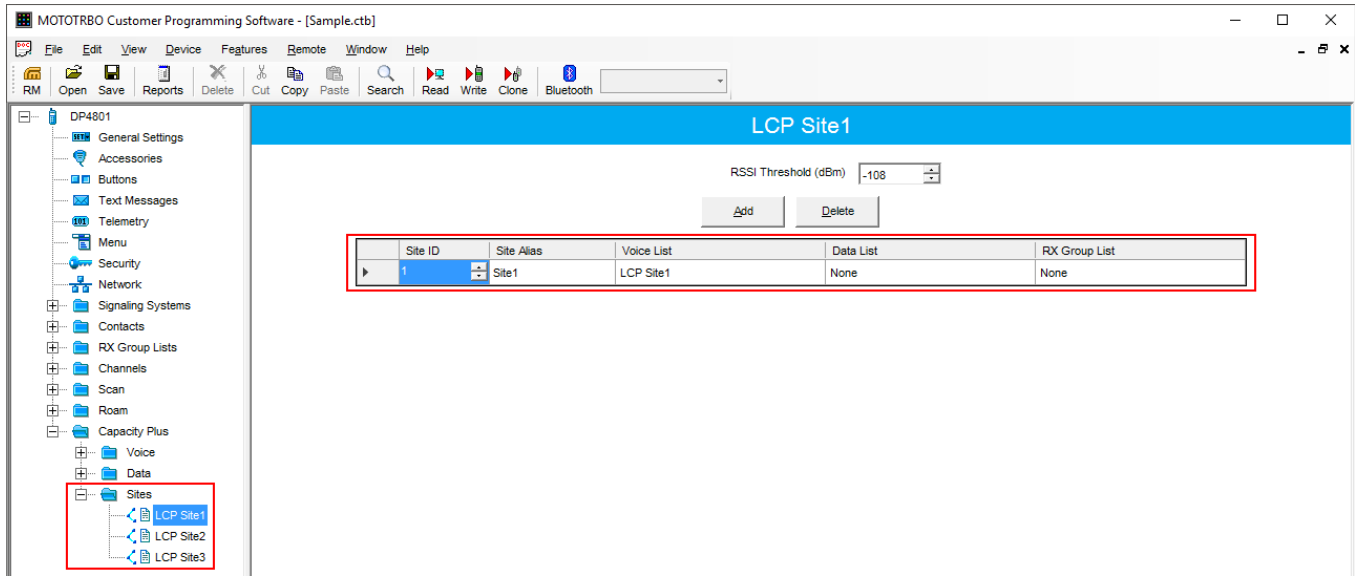 MOTOTRBO Customer Programming Software - [Sample.ctb]
File Edit View Device Features Remote Window Help
RM Open Save Reports Delete Cut Copy Paste Search Read Write Clone Bluetooth
DP4801
General Settings
Accessories
Buttons
Text Messages
Telemetry
Menu
Security
Network
Signaling Systems
Contacts
RX Group Lists
Channels
Scan
Roam
Capacity Plus
Voice
Data
Sites
LCP Site1
LCP Site2
LCP Site3
LCP Site1
RSSI Threshold (dBm) -108
Add Delete
Site ID Site Alias Voice List Data List RX Group List
1 Site1 LCP Site1 None None